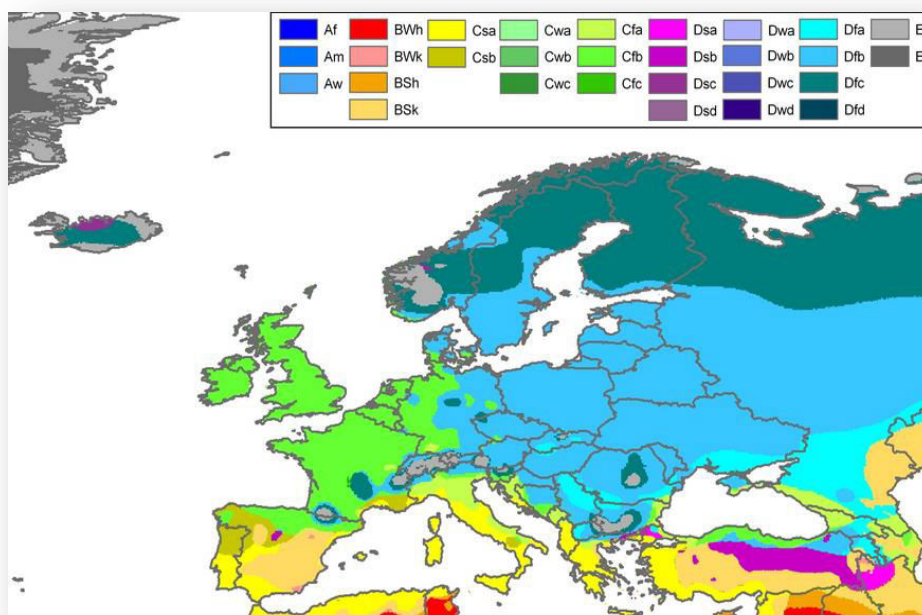 Af BWh Csa Cwa Cfa Dsa Dwa Dfa E
Am BWk Csb Cwb Cfb Dsb Dwb Dfb E
Aw BSh Cwc Cfc Dsc Dwc Dfc
BSk Dsd Dwd Dfd